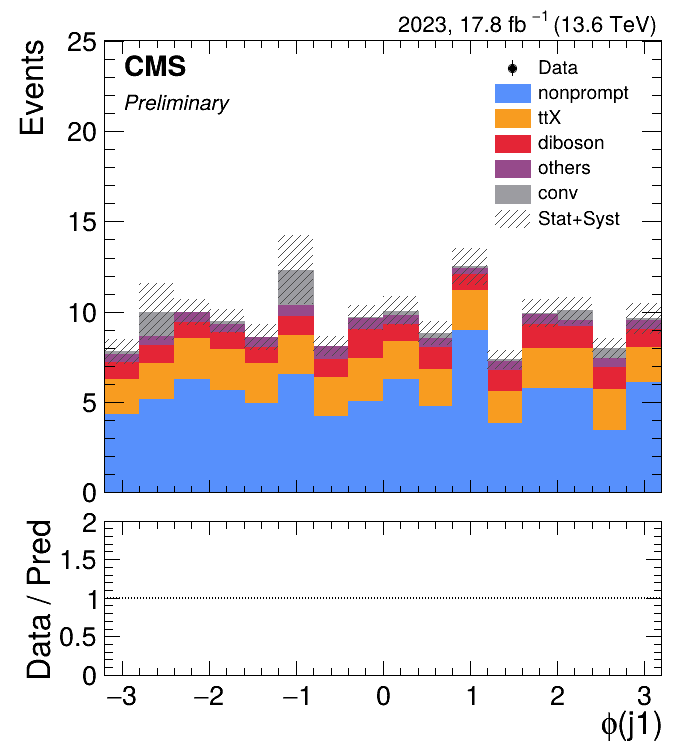 2023, 17.8 fb⁻¹ (13.6 TeV)
Events
25
20
15
10
5
0
CMS
Preliminary
Data
nonprompt
ttX
diboson
others
conv
Stat+Syst
Data / Pred
2
1.5
1
0.5
0
−3 −2 −1 0 1 2 3
ϕ(j1)